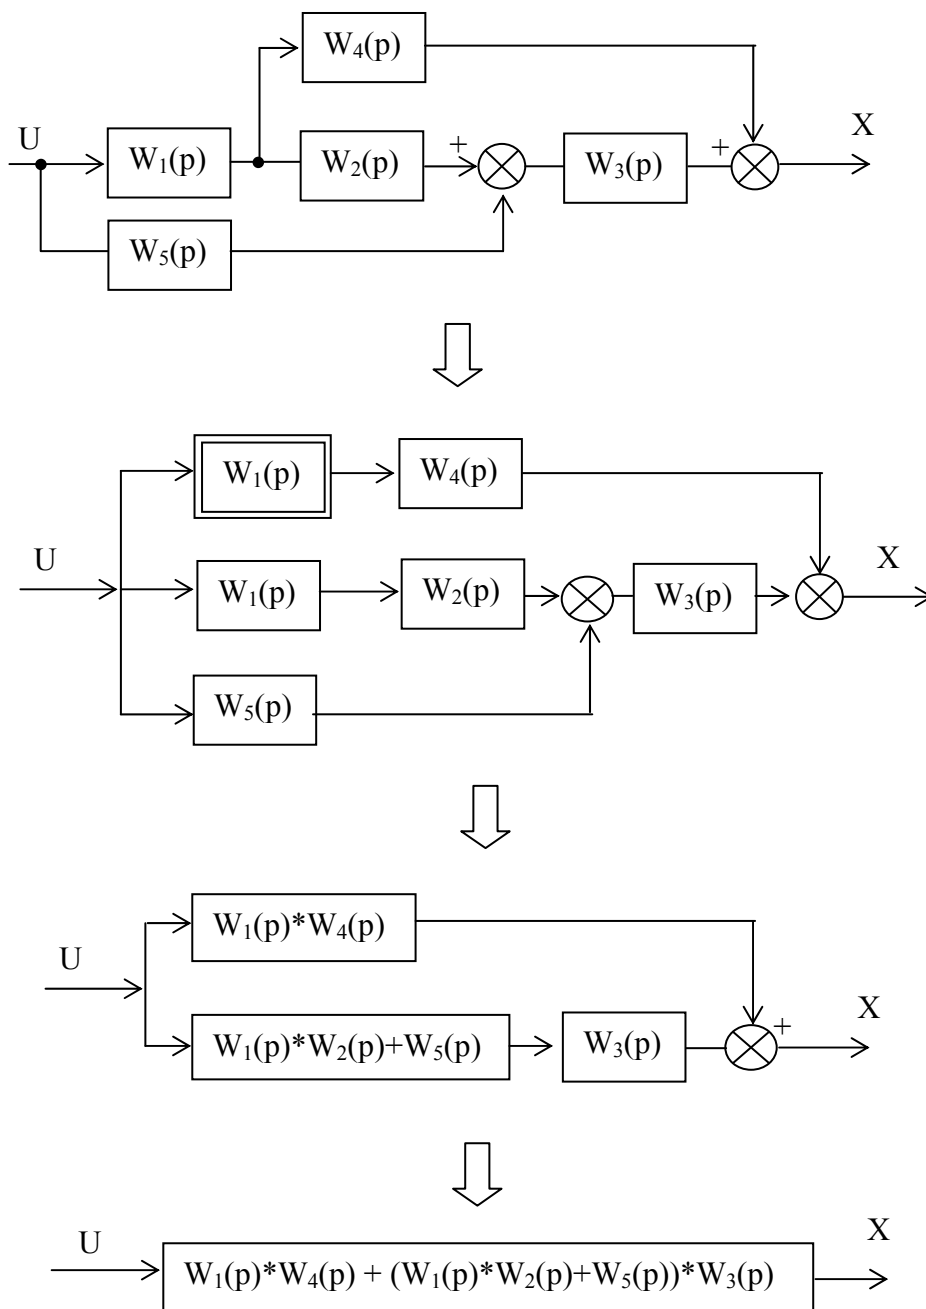 W₄(p)
U
X
W₁(p)
W₂(p)
+
W₃(p)
+
W₅(p)
W₁(p)
W₄(p)
U
X
W₁(p)
W₂(p)
W₃(p)
W₅(p)
W₁(p)*W₄(p)
U
X
W₁(p)*W₂(p)+W₅(p)
W₃(p)
+
U
X
W₁(p)*W₄(p) + (W₁(p)*W₂(p)+W₅(p))*W₃(p)